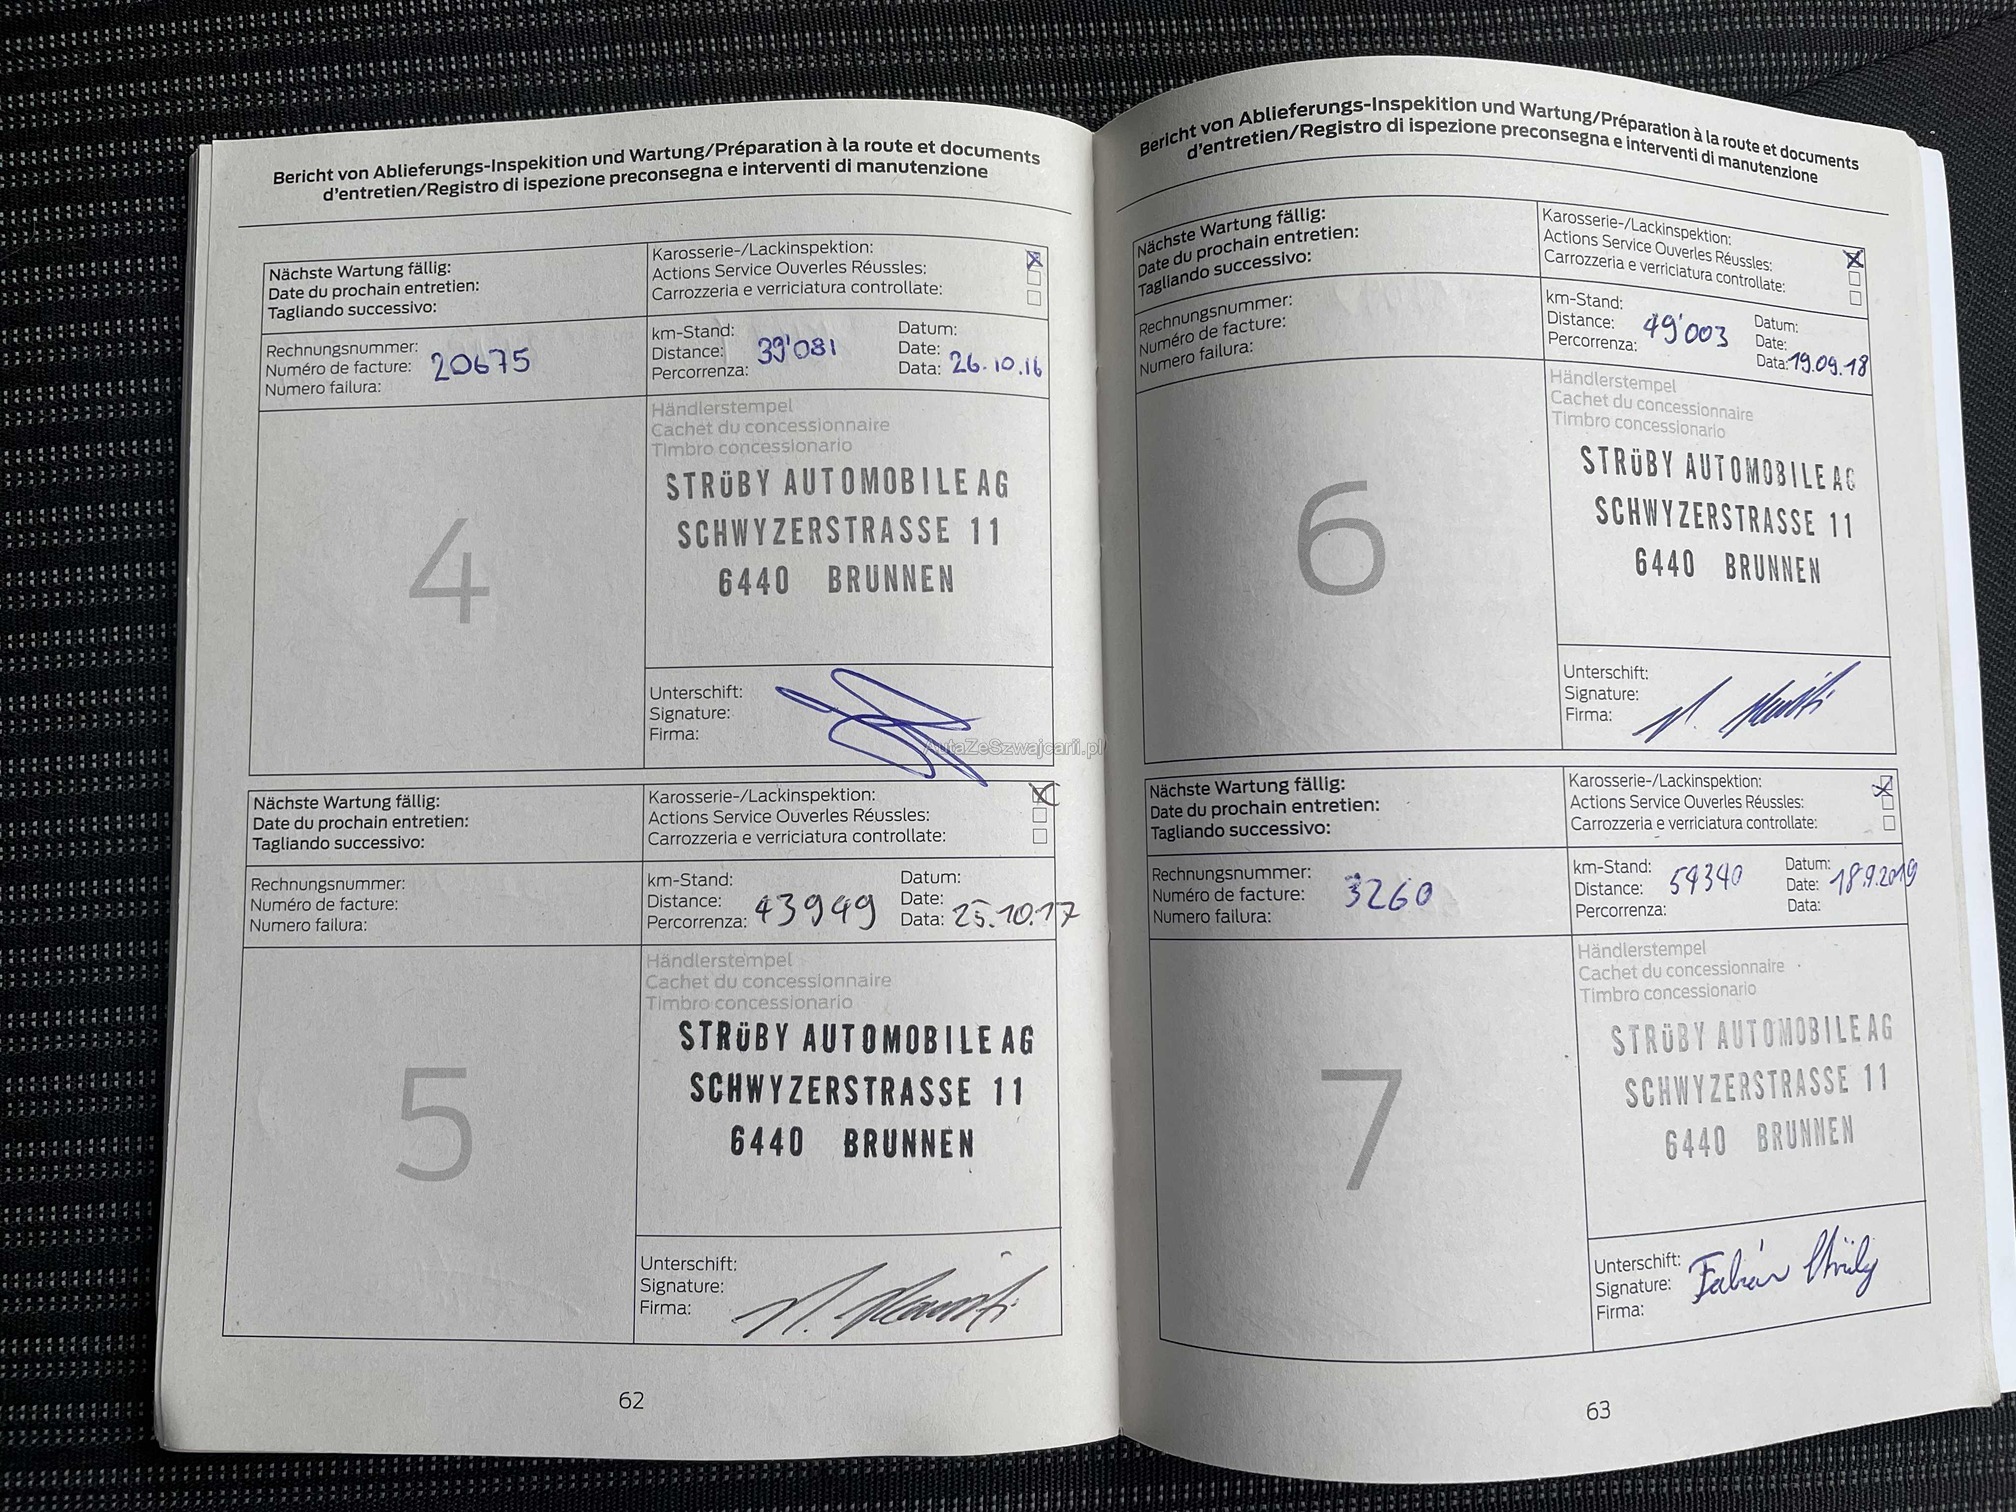 Bericht von Ablieferungs-Inspekition und Wartung/Préparation à la route et documents
d'entretien/Registro di ispezione preconsegna e interventi di manutenzione
Nächste Wartung fällig:
Date du prochain entretien:
Tagliando successivo:
Karosserie-/Lackinspektion:
Actions Service Ouverles Réussles:
Carrozzeria e verriciatura controllate:
Rechnungsnummer:
Numéro de facture: 20675
Numero failura:
km-Stand:
Distance: 39'081
Percorrenza:
Datum:
Date:
Data: 26.10.16
4
Händlerstempel
Cachet du concessionnaire
Timbro concessionario
STRüBY AUTOMOBILE AG
SCHWYZERSTRASSE 11
6440 BRUNNEN
Unterschift:
Signature:
Firma:
Nächste Wartung fällig:
Date du prochain entretien:
Tagliando successivo:
Karosserie-/Lackinspektion:
Actions Service Ouverles Réussles:
Carrozzeria e verriciatura controllate:
Rechnungsnummer:
Numéro de facture:
Numero failura:
km-Stand:
Distance:
Percorrenza: 43949
Datum:
Date:
Data: 25.10.17
5
Händlerstempel
Cachet du concessionnaire
Timbro concessionario
STRüBY AUTOMOBILE AG
SCHWYZERSTRASSE 11
6440 BRUNNEN
Unterschift:
Signature:
Firma:
62
Bericht von Ablieferungs-Inspekition und Wartung/Préparation à la route et documents
d'entretien/Registro di ispezione preconsegna e interventi di manutenzione
Nächste Wartung fällig:
Date du prochain entretien:
Tagliando successivo:
Karosserie-/Lackinspektion:
Actions Service Ouverles Réussles:
Carrozzeria e verriciatura controllate:
Rechnungsnummer:
Numéro de facture:
Numero failura:
km-Stand:
Distance: 49'003
Percorrenza:
Datum:
Date:
Data: 19.09.18
6
Händlerstempel
Cachet du concessionnaire
Timbro concessionario
STRüBY AUTOMOBILE AG
SCHWYZERSTRASSE 11
6440 BRUNNEN
Unterschift:
Signature:
Firma:
Nächste Wartung fällig:
Date du prochain entretien:
Tagliando successivo:
Karosserie-/Lackinspektion:
Actions Service Ouverles Réussles:
Carrozzeria e verriciatura controllate:
Rechnungsnummer:
Numéro de facture: 3260
Numero failura:
km-Stand:
Distance: 54340
Percorrenza:
Datum:
Date: 18.9.2019
Data:
7
Händlerstempel
Cachet du concessionnaire
Timbro concessionario
STRüBY AUTOMOBILE AG
SCHWYZERSTRASSE 11
6440 BRUNNEN
Unterschift:
Signature: Fabian Strüby
Firma:
63
AutaZeSzwajcarii.pl